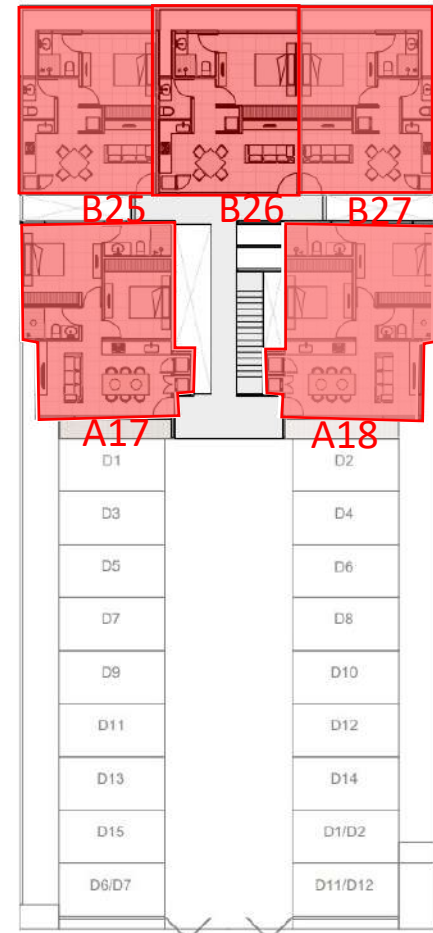 B25 B26 B27
A17 A18
D1 D2
D3 D4
D5 D6
D7 D8
D9 D10
D11 D12
D13 D14
D15 D1/D2
D6/D7 D11/D12